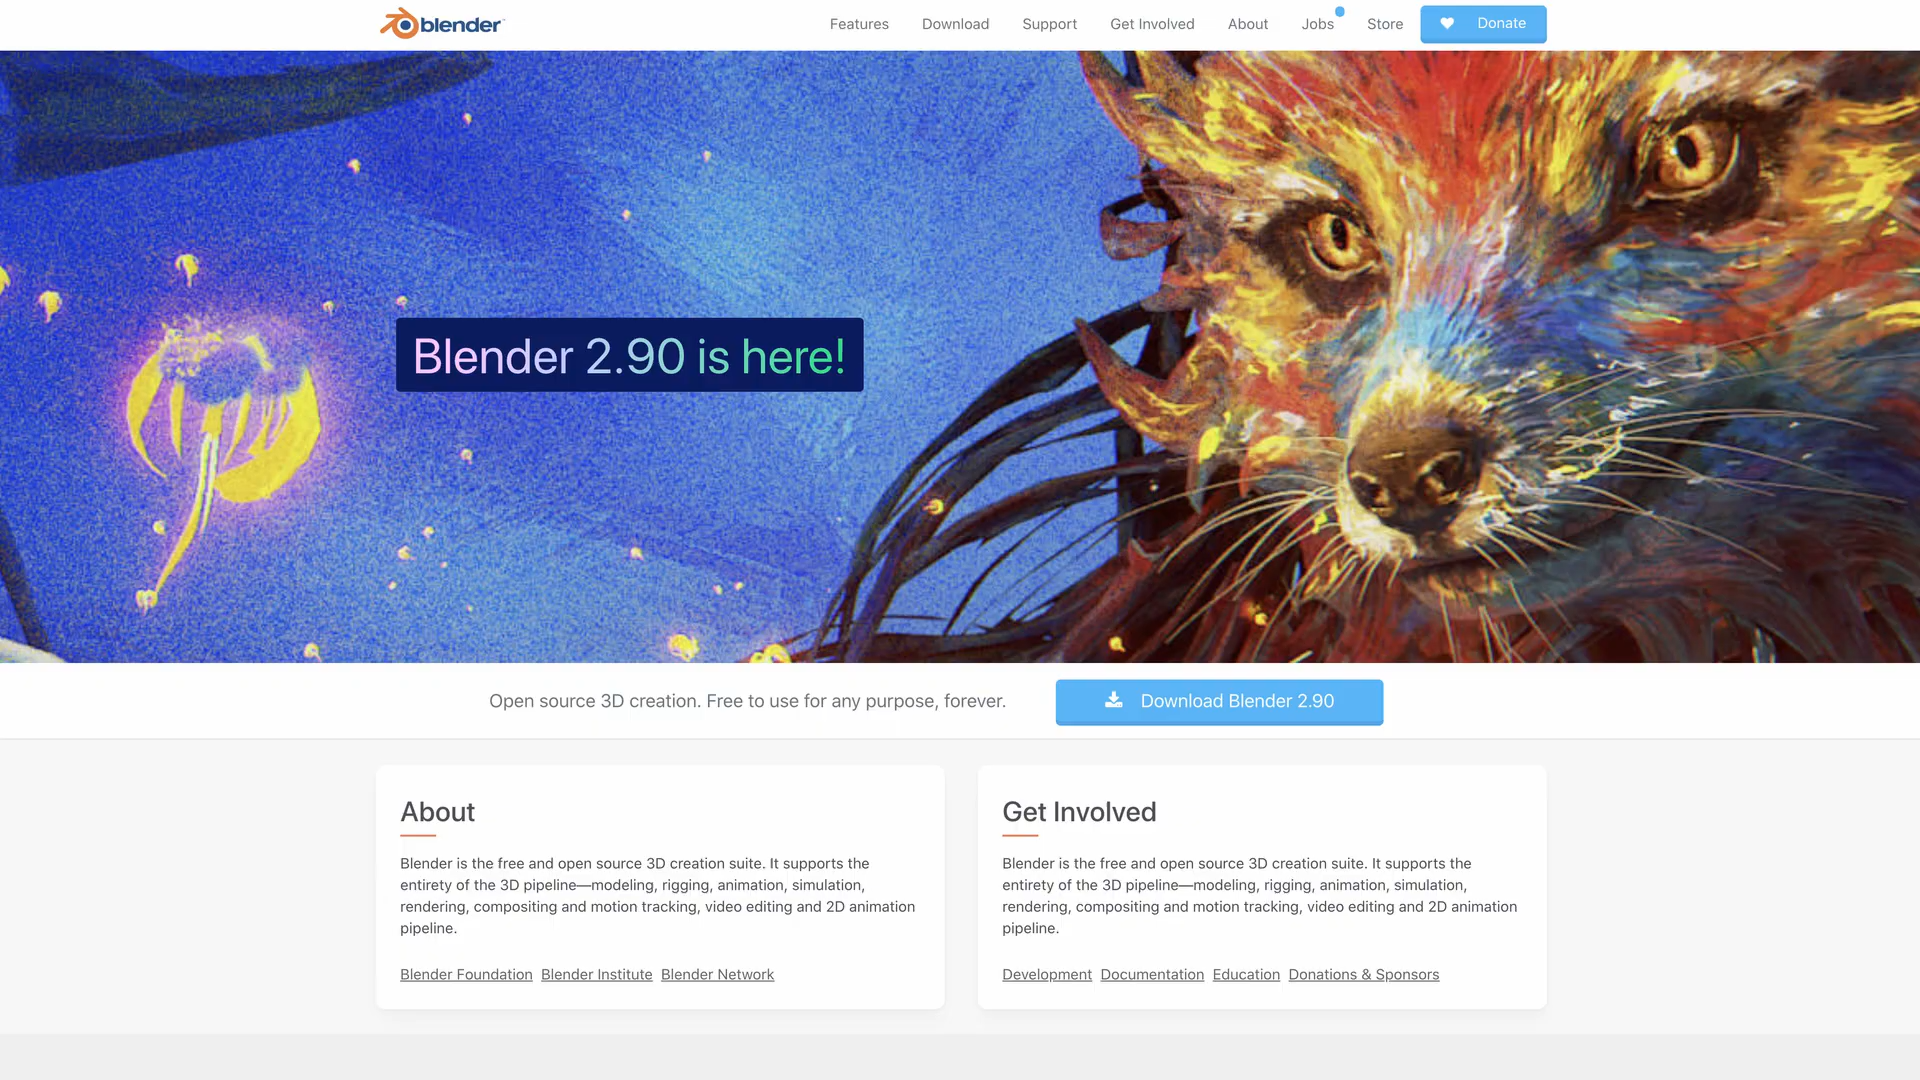 blender
Features Download Support Get Involved About Jobs Store Donate
Blender 2.90 is here!
Open source 3D creation. Free to use for any purpose, forever. Download Blender 2.90
About
Blender is the free and open source 3D creation suite. It supports the
entirety of the 3D pipeline—modeling, rigging, animation, simulation,
rendering, compositing and motion tracking, video editing and 2D animation
pipeline.
Blender Foundation Blender Institute Blender Network
Get Involved
Blender is the free and open source 3D creation suite. It supports the
entirety of the 3D pipeline—modeling, rigging, animation, simulation,
rendering, compositing and motion tracking, video editing and 2D animation
pipeline.
Development Documentation Education Donations & Sponsors